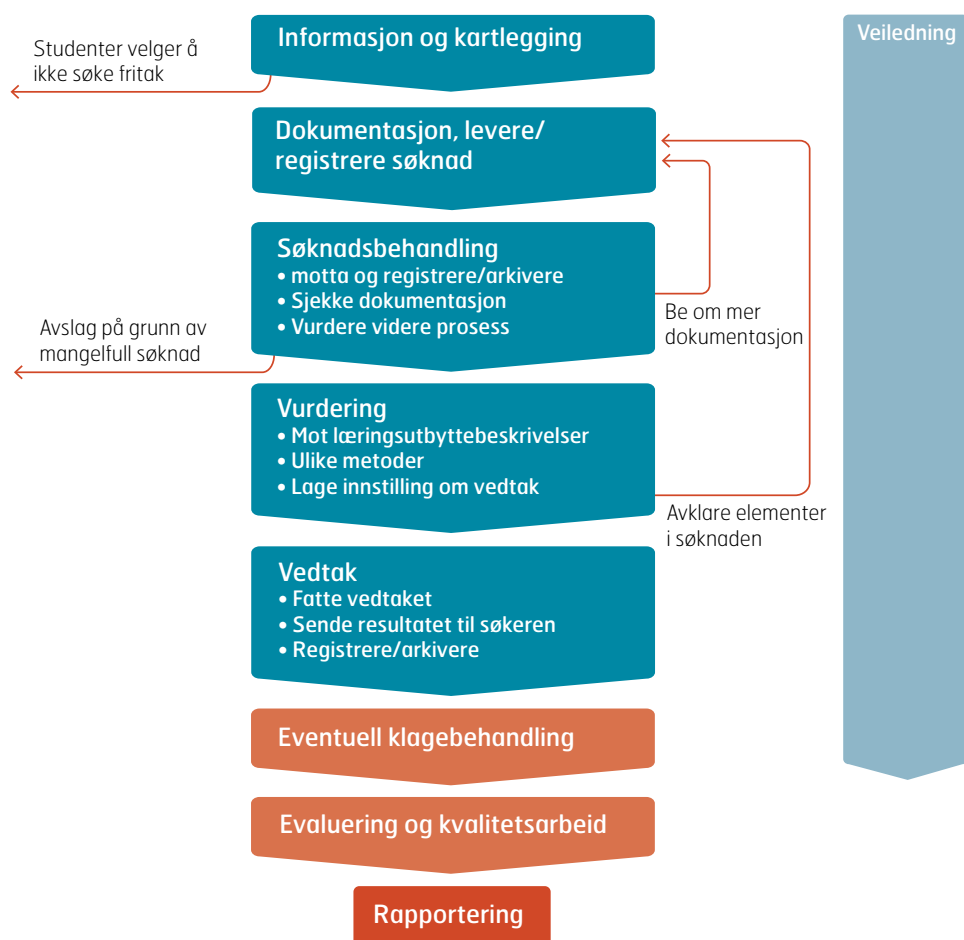 Informasjon og kartlegging
Veiledning
Studenter velger å
ikke søke fritak
Dokumentasjon, levere/
registrere søknad
Søknadsbehandling
• motta og registrere/arkivere
• Sjekke dokumentasjon
• Vurdere videre prosess
Be om mer
dokumentasjon
Avslag på grunn av
mangelfull søknad
Vurdering
• Mot læringsutbyttebeskrivelser
• Ulike metoder
• Lage innstilling om vedtak
Avklare elementer
i søknaden
Vedtak
• Fatte vedtaket
• Sende resultatet til søkeren
• Registrere/arkivere
Eventuell klagebehandling
Evaluering og kvalitetsarbeid
Rapportering